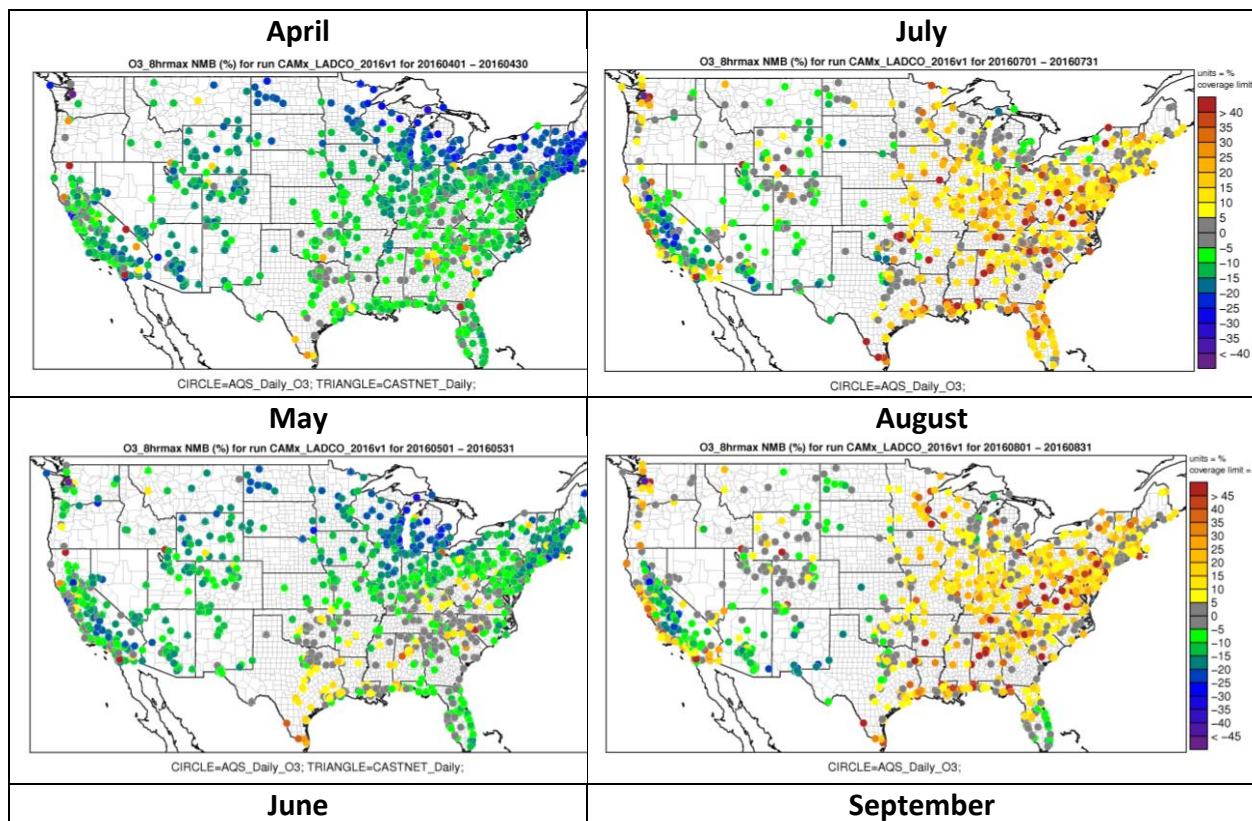 April
O3_8hrmax NMB (%) for run CAMx_LADCO_2016v1 for 20160401 – 20160430
CIRCLE=AQS_Daily_O3; TRIANGLE=CASTNET_Daily;
July
O3_8hrmax NMB (%) for run CAMx_LADCO_2016v1 for 20160701 – 20160731
units = %
coverage limit
> 40
35
30
25
20
15
10
5
0
−5
−10
−15
−20
−25
−30
−35
< −40
CIRCLE=AQS_Daily_O3;
May
O3_8hrmax NMB (%) for run CAMx_LADCO_2016v1 for 20160501 – 20160531
CIRCLE=AQS_Daily_O3; TRIANGLE=CASTNET_Daily;
August
O3_8hrmax NMB (%) for run CAMx_LADCO_2016v1 for 20160801 – 20160831
units = %
coverage limit =
> 45
40
35
30
25
20
15
10
5
0
−5
−10
−15
−20
−25
−30
−35
−40
< −45
CIRCLE=AQS_Daily_O3;
June
September